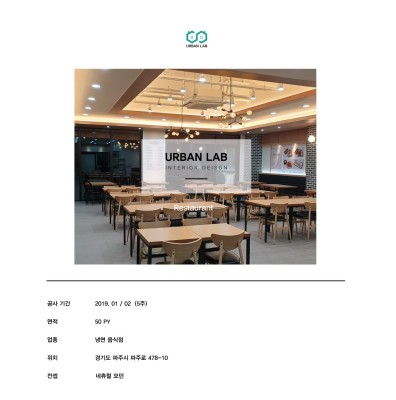 URBAN LAB
URBAN LAB
INTERIOR DEISGN
Restaurant
공사 기간 2019. 01 / 02 (5주)
면적 50 PY
업종 냉면 음식점
위치 경기도 파주시 파주로 478-10
컨셉 내츄럴 모던